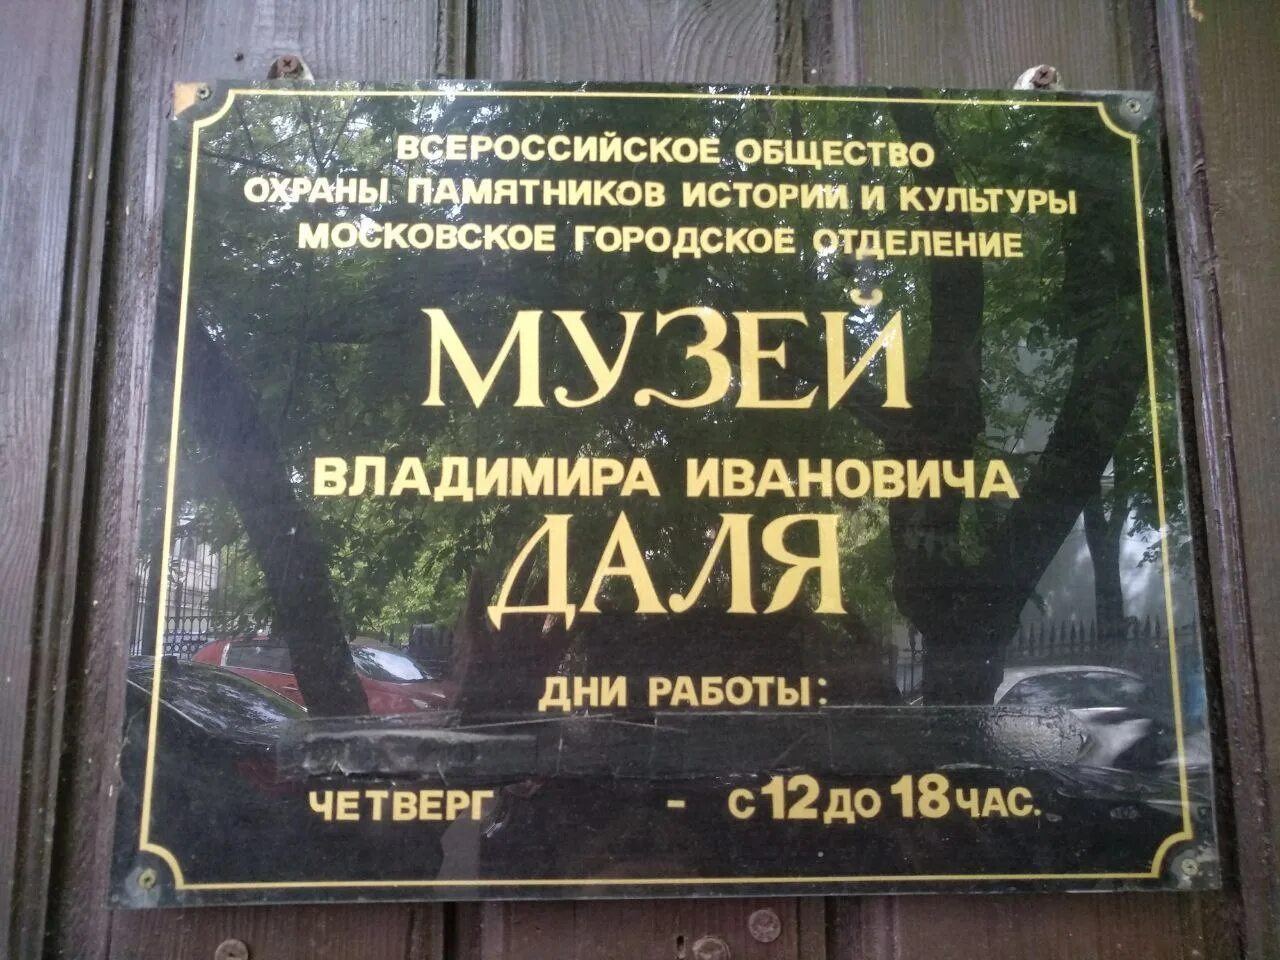 ВСЕРОССИЙСКОЕ ОБЩЕСТВО
ОХРАНЫ ПАМЯТНИКОВ ИСТОРИИ И КУЛЬТУРЫ
МОСКОВСКОЕ ГОРОДСКОЕ ОТДЕЛЕНИЕ
МУЗЕЙ
ВЛАДИМИРА ИВАНОВИЧА
ДАЛЯ
ДНИ РАБОТЫ:
ЧЕТВЕРГ - С 12 ДО 18 ЧАС.